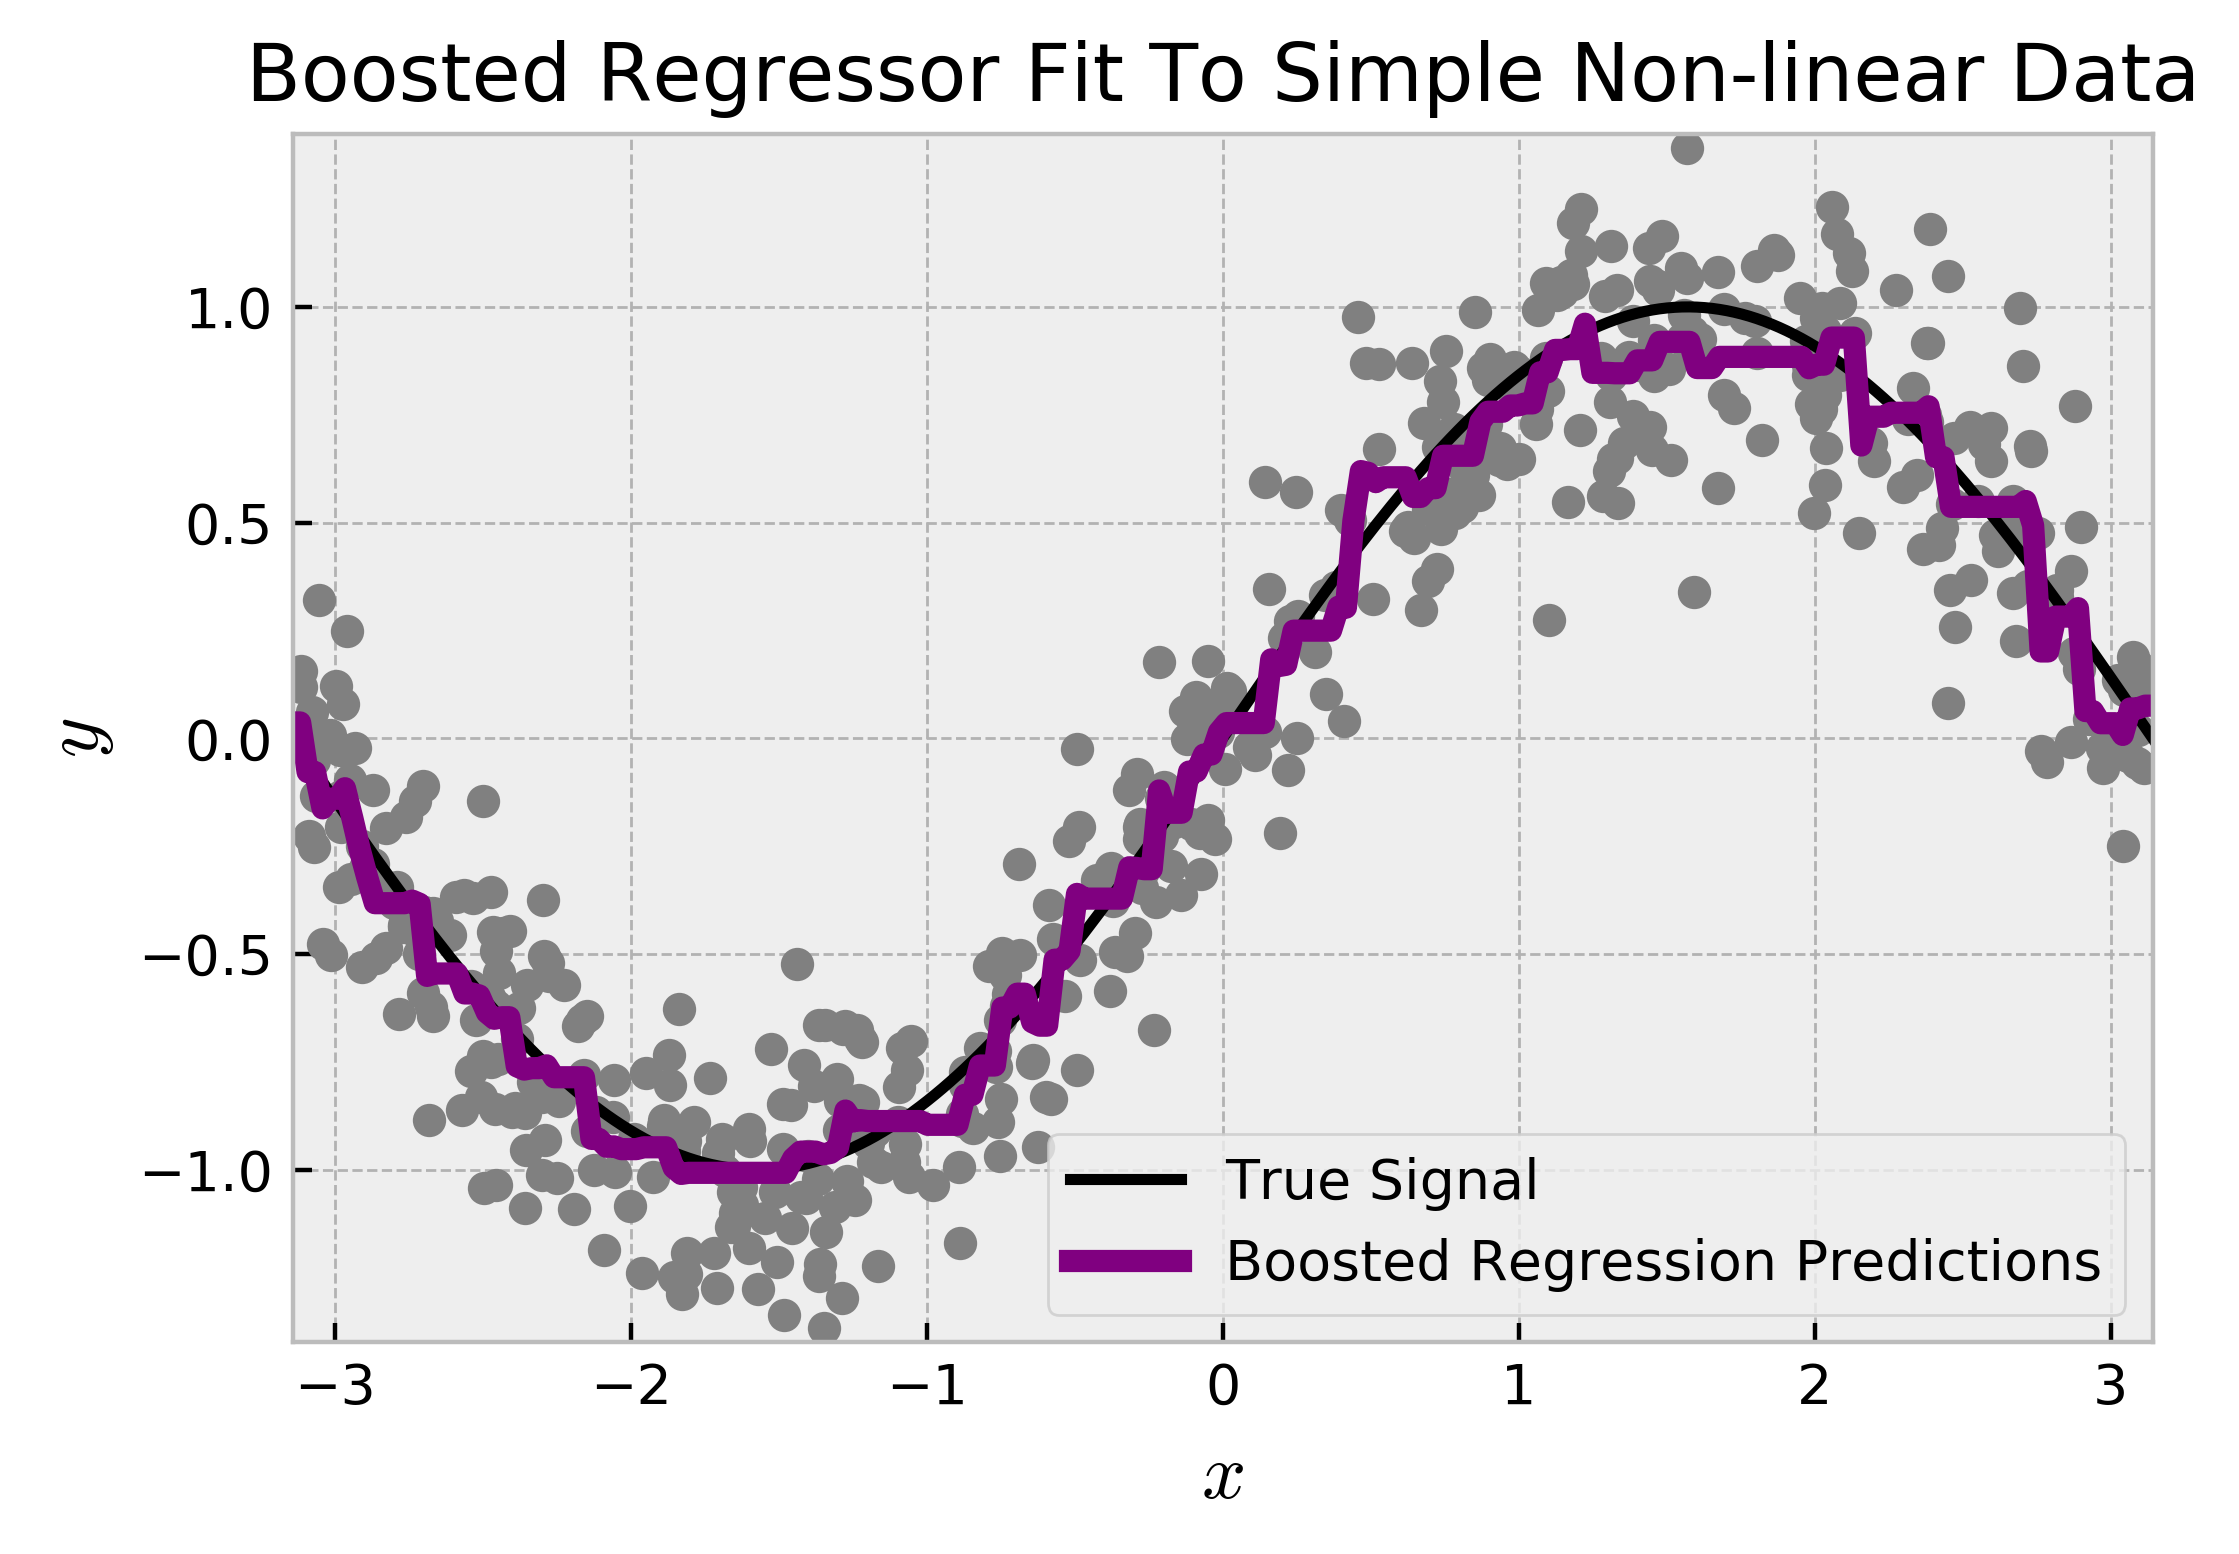 Boosted Regressor Fit To Simple Non-linear Data
1.0
0.5
0.0
−0.5
−1.0
y
−3 −2 −1 0 1 2 3
x
True Signal
Boosted Regression Predictions